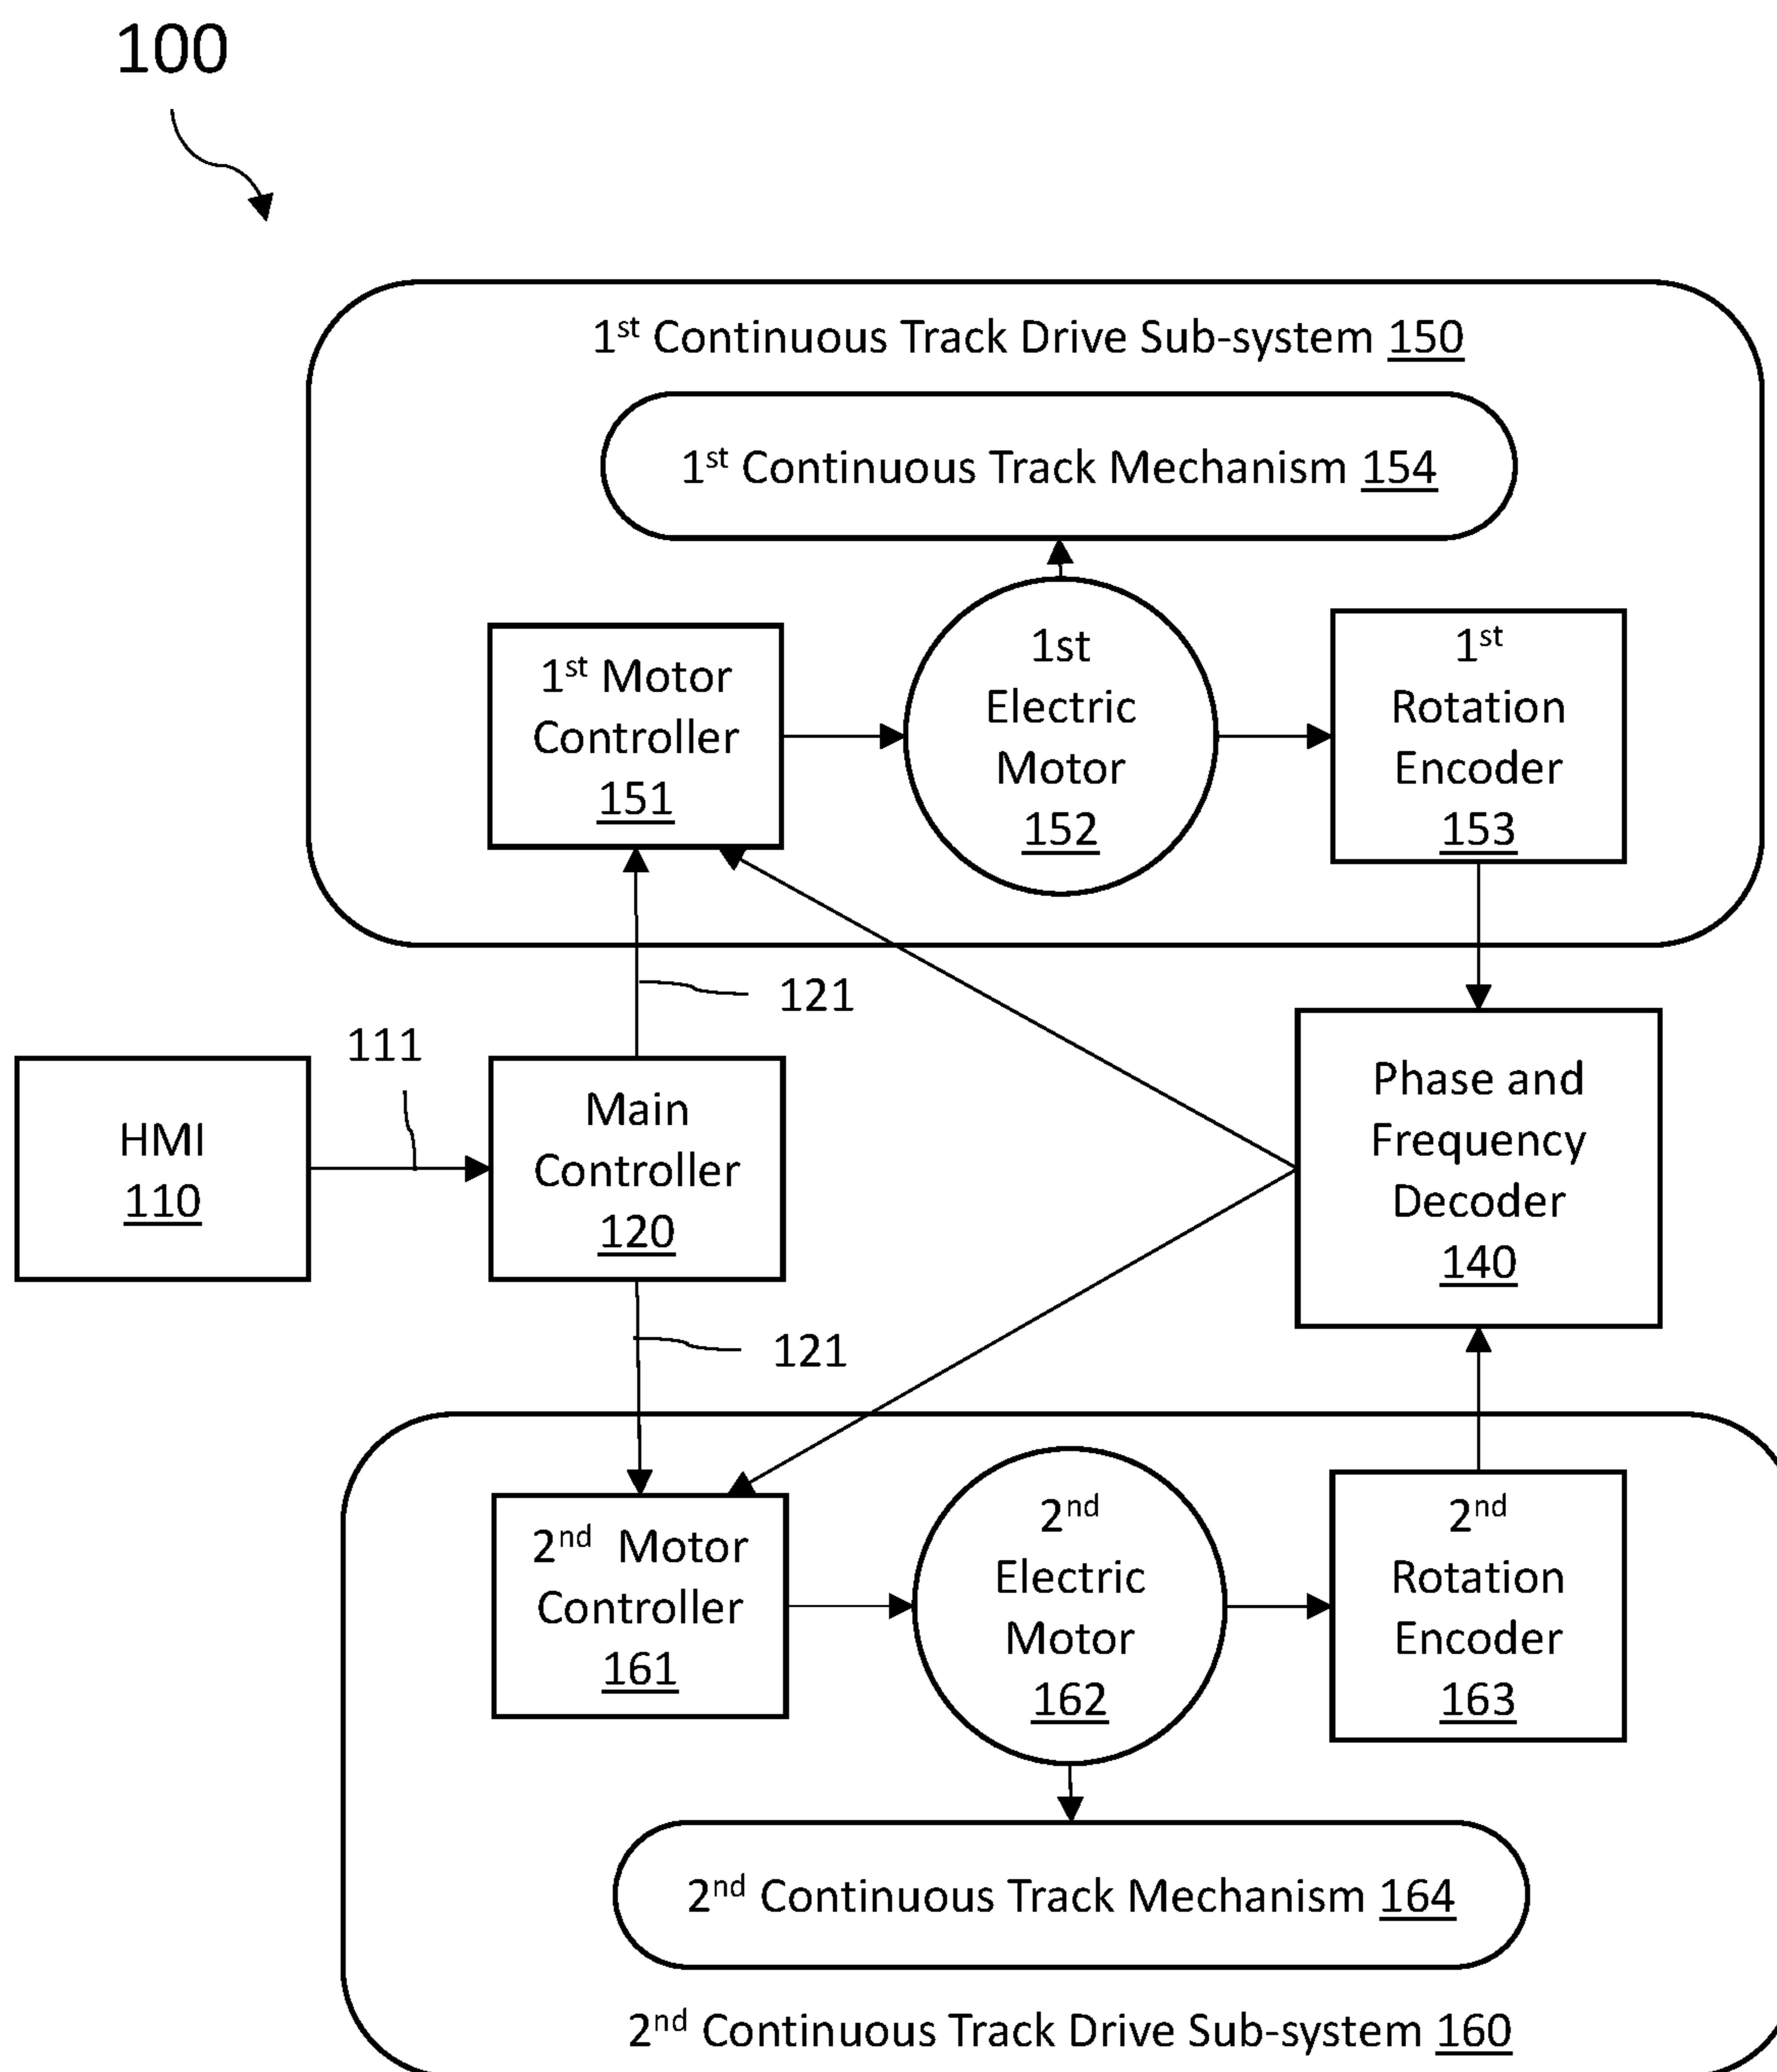 100
1st Continuous Track Drive Sub-system 150
1st Continuous Track Mechanism 154
1st Motor
Controller
151
1st
Electric
Motor
152
1st
Rotation
Encoder
153
121
111
HMI
110
Main
Controller
120
Phase and
Frequency
Decoder
140
121
2nd Motor
Controller
161
2nd
Electric
Motor
162
2nd
Rotation
Encoder
163
2nd Continuous Track Mechanism 164
2nd Continuous Track Drive Sub-system 160